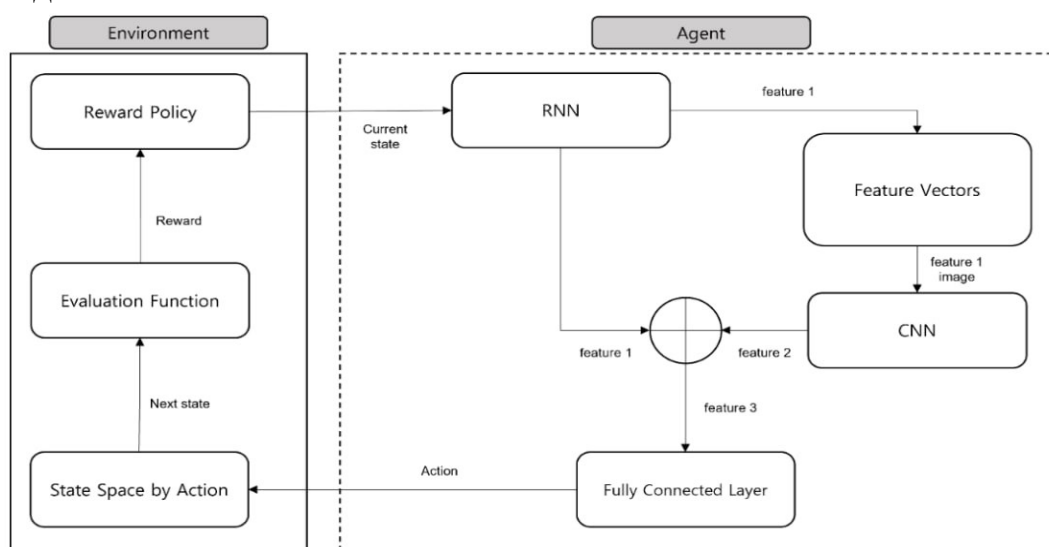 Environment
Agent
Reward Policy
RNN
feature 1
Current
state
Feature Vectors
Reward
feature 1
image
Evaluation Function
CNN
feature 1
feature 2
Next state
feature 3
Action
State Space by Action
Fully Connected Layer